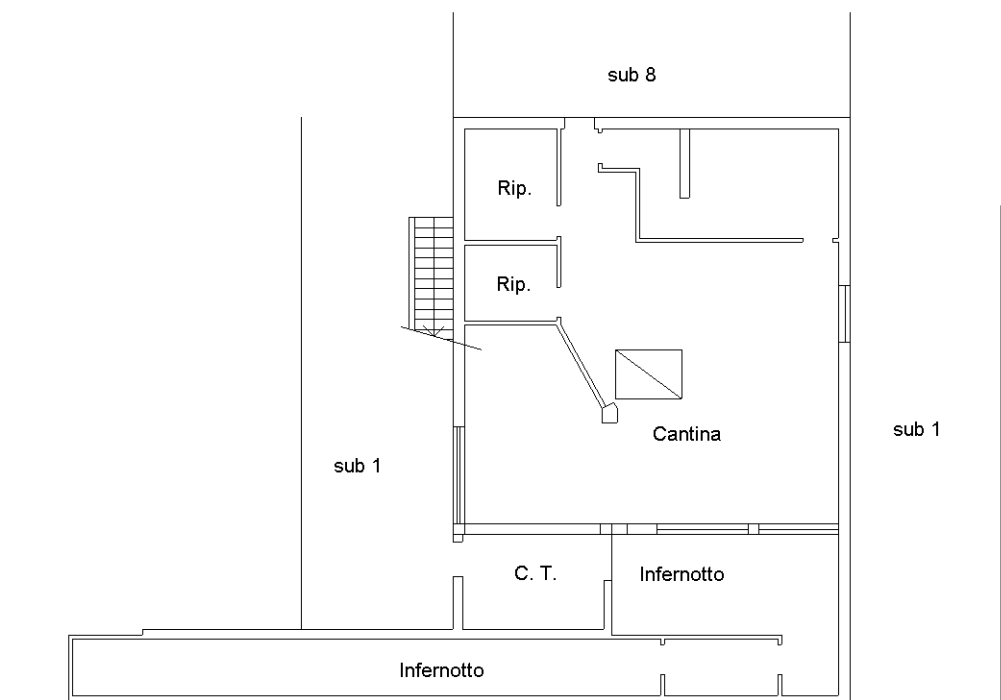 sub 8
Rip.
Rip.
Cantina
sub 1
sub 1
C. T.
Infernotto
Infernotto